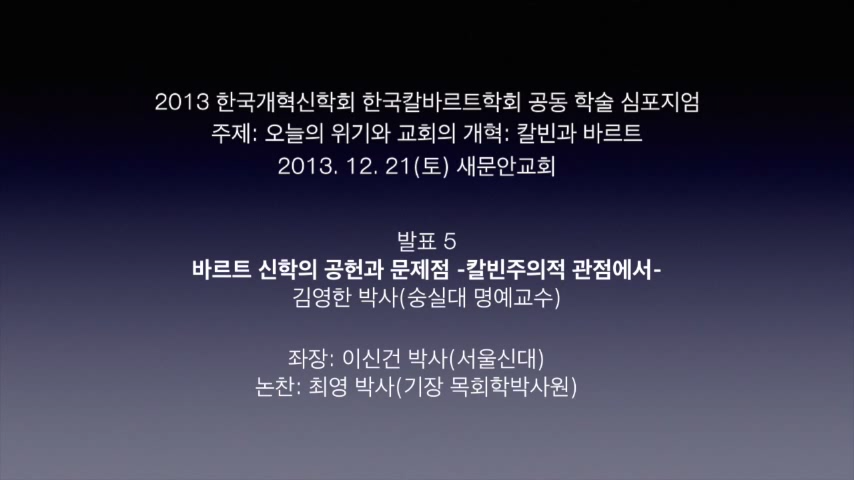 2013 한국개혁신학회 한국칼바르트학회 공동 학술 심포지엄
주제: 오늘의 위기와 교회의 개혁: 칼빈과 바르트
2013. 12. 21(토) 새문안교회
발표 5
바르트 신학의 공헌과 문제점 -칼빈주의적 관점에서-
김영한 박사(숭실대 명예교수)
좌장: 이신건 박사(서울신대)
논찬: 최영 박사(기장 목회학박사원)